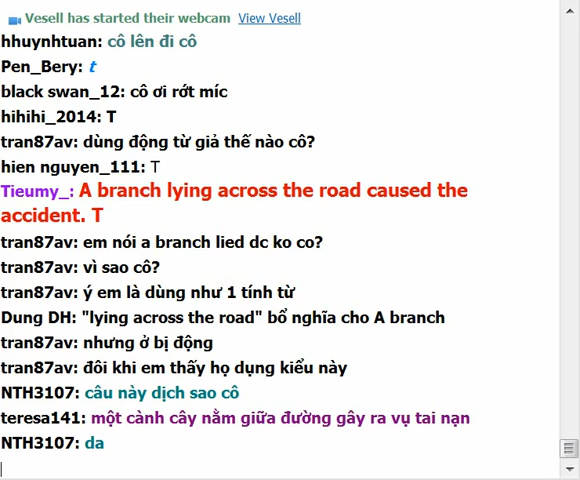 Vesell has started their webcam View Vesell
hhuynhtuan: cô lên đi cô
Pen_Bery: t
black swan_12: cô ơi rớt míc
hihihi_2014: T
tran87av: dùng động từ giả thế nào cô?
hien nguyen_111: T
Tieumy_: A branch lying across the road caused the
accident. T
tran87av: em nói a branch lied dc ko co?
tran87av: vì sao cô?
tran87av: ý em là dùng như 1 tính từ
Dung DH: "lying across the road" bổ nghĩa cho A branch
tran87av: nhưng ở bị động
tran87av: đôi khi em thấy họ dụng kiểu này
NTH3107: câu này dịch sao cô
teresa141: một cành cây nằm giữa đường gây ra vụ tai nạn
NTH3107: da